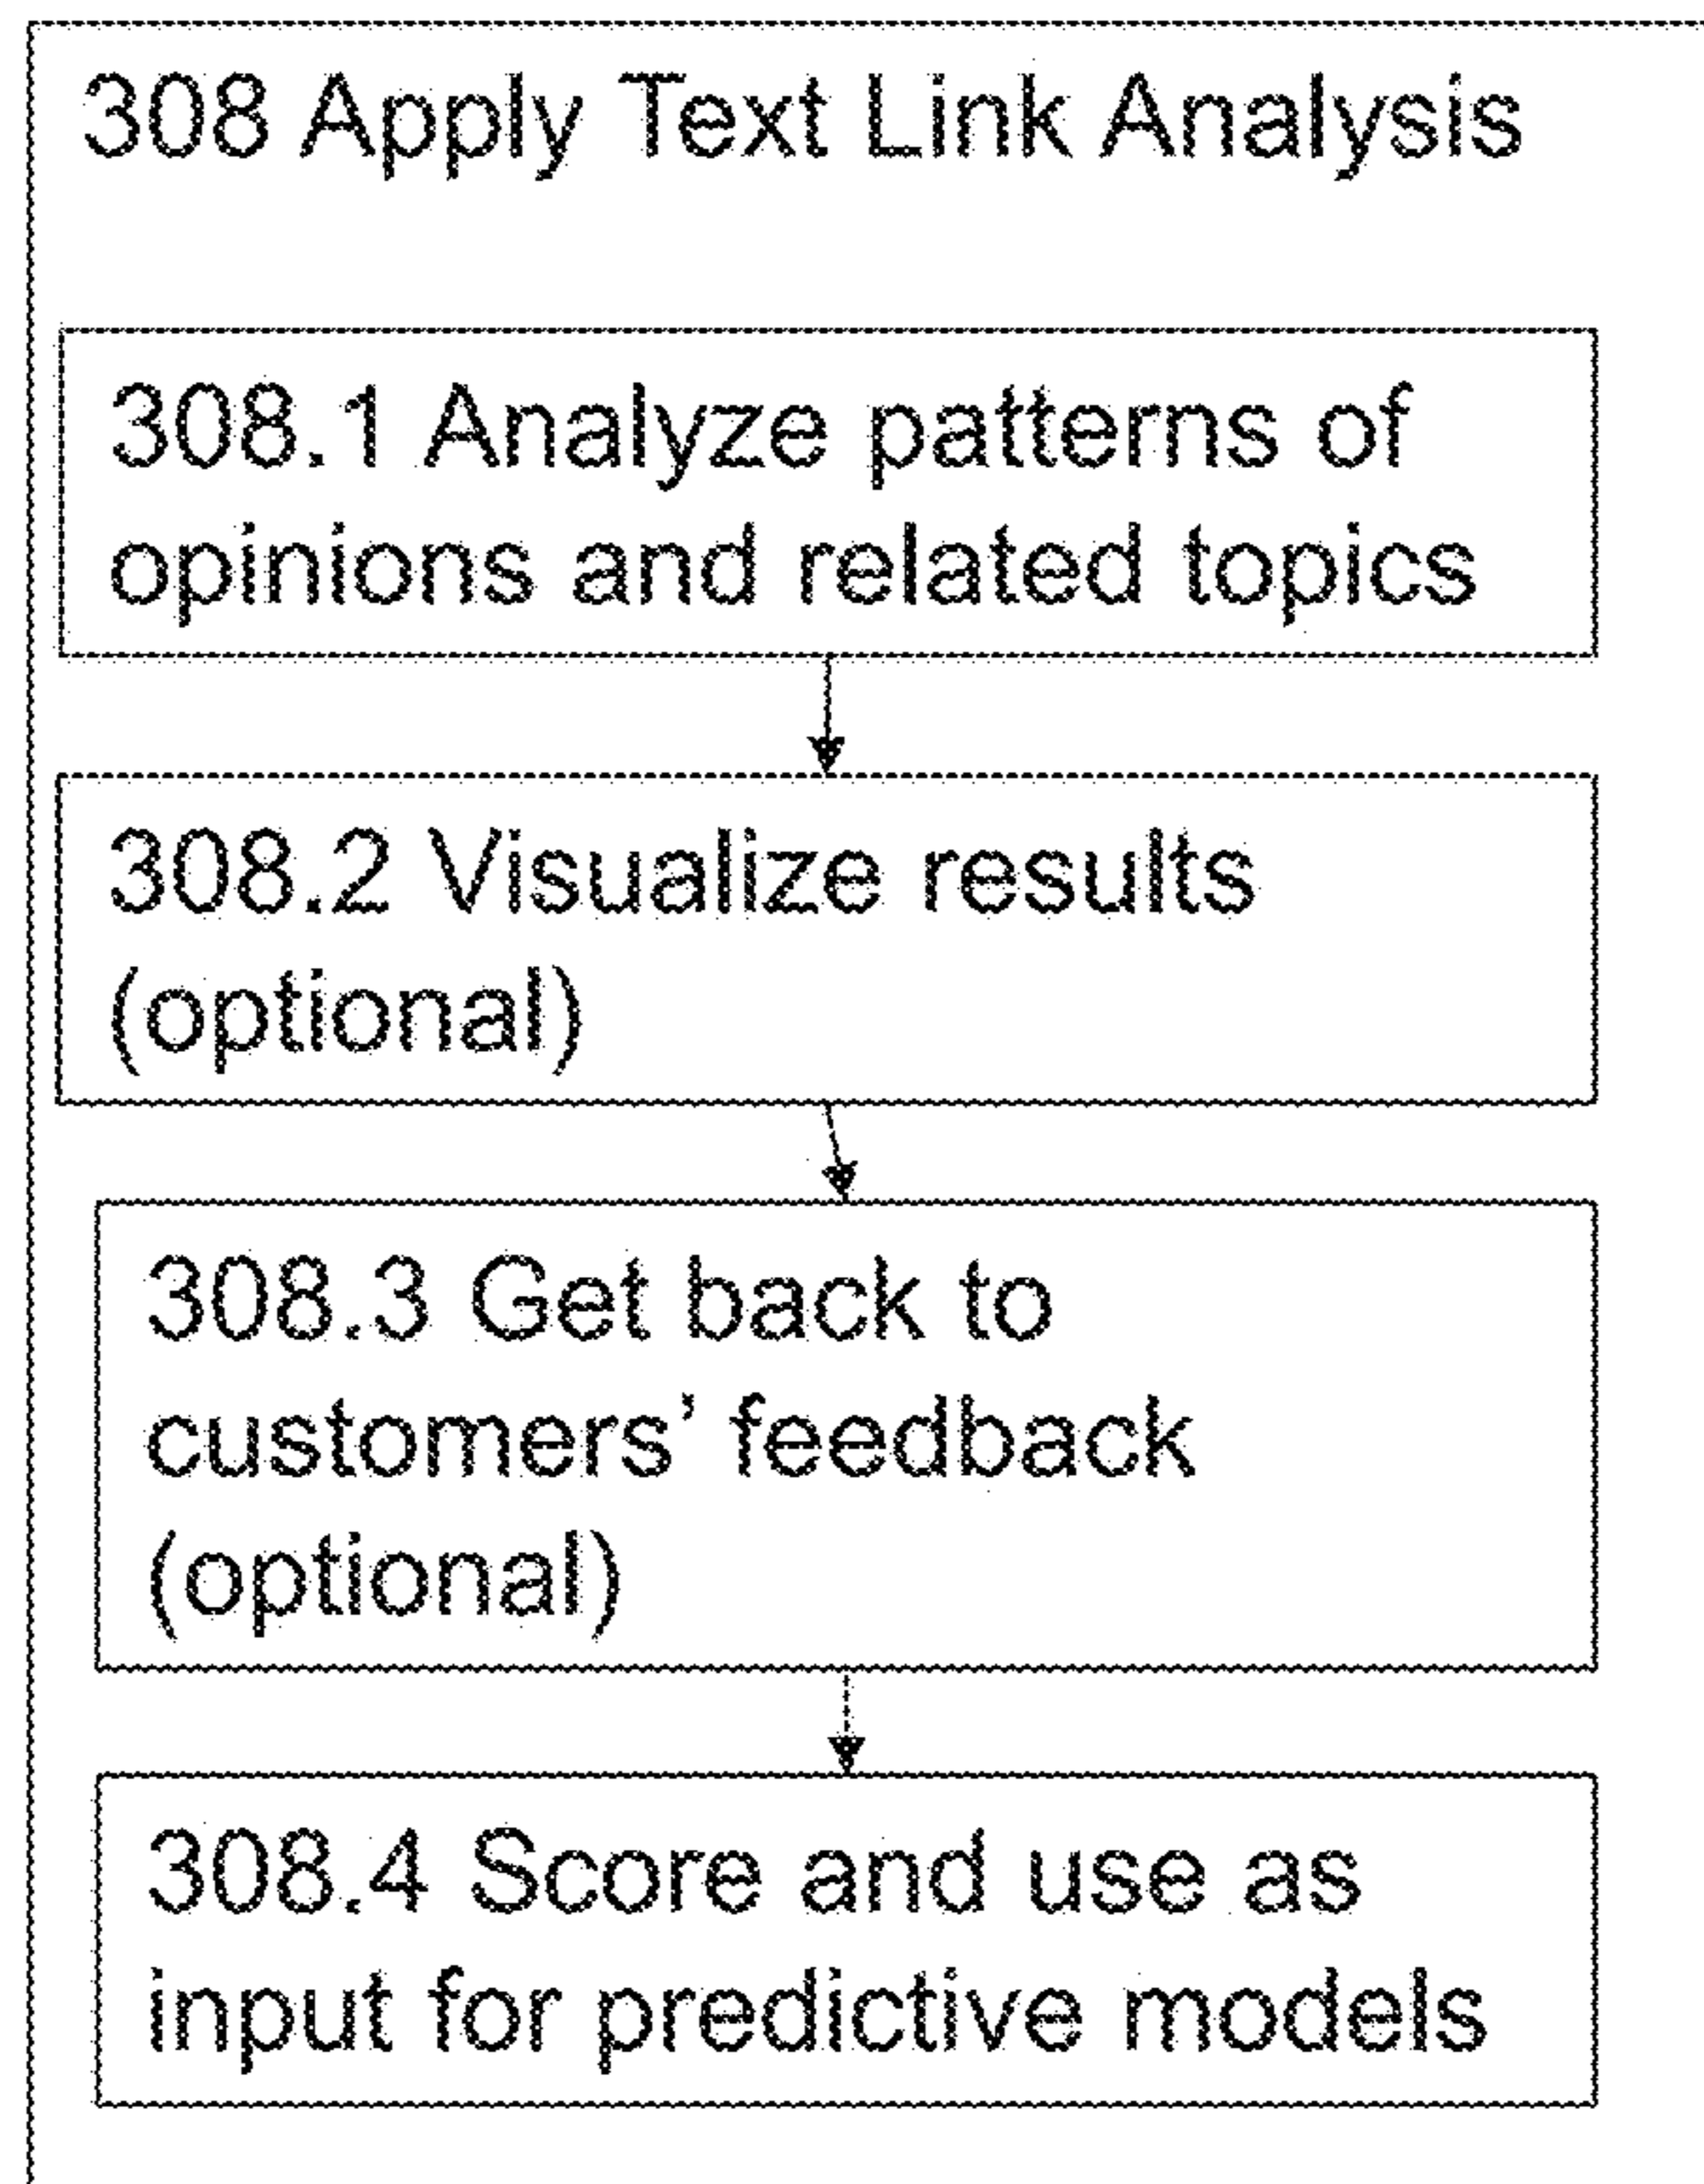 308 Apply Text Link Analysis
308.1 Analyze patterns of
opinions and related topics
308.2 Visualize results
(optional)
308.3 Get back to
customers’ feedback
(optional)
308.4 Score and use as
input for predictive models